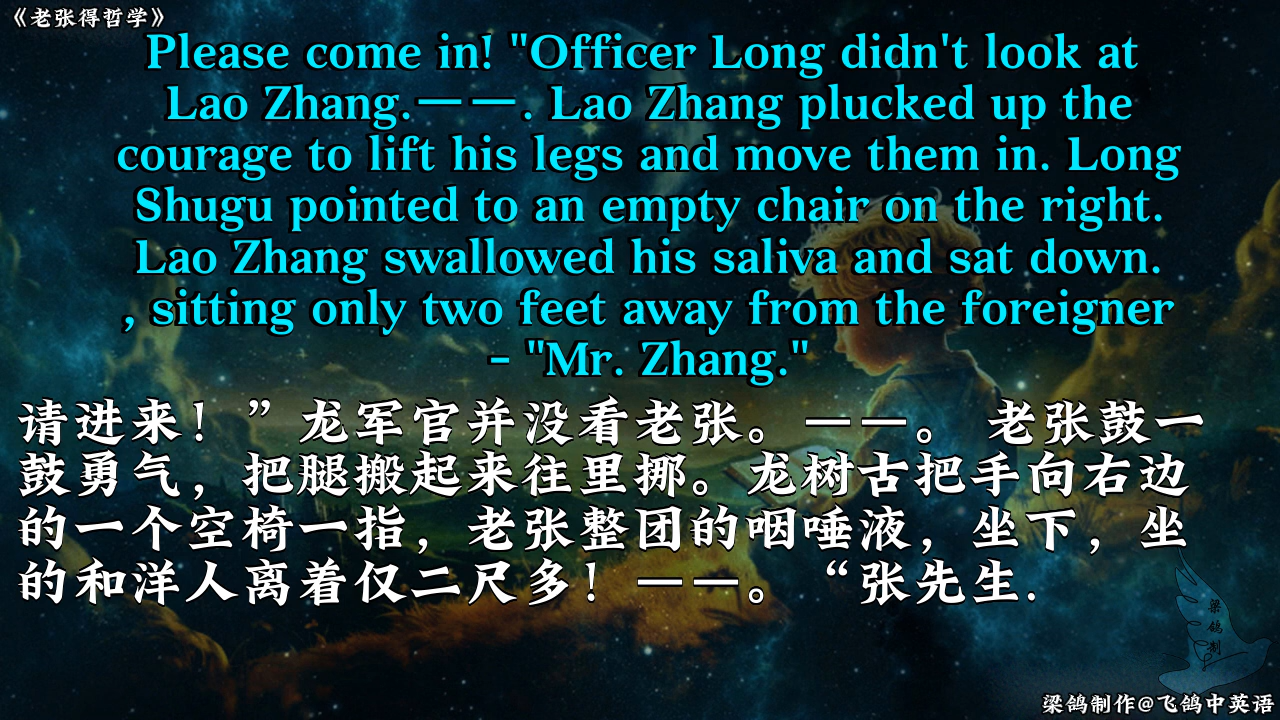 《老张得哲学》
Please come in! "Officer Long didn't look at
Lao Zhang.——. Lao Zhang plucked up the
courage to lift his legs and move them in. Long
Shugu pointed to an empty chair on the right.
Lao Zhang swallowed his saliva and sat down.
, sitting only two feet away from the foreigner
- "Mr. Zhang."
请进来！”龙军官并没看老张。——。 老张鼓一
鼓勇气，把腿搬起来往里挪。龙树古把手向右边
的一个空椅一指，老张整团的咽唾液，坐下，坐
的和洋人离着仅二尺多！——。 “张先生.
梁鸽制
梁鸽制作@飞鸽中英语